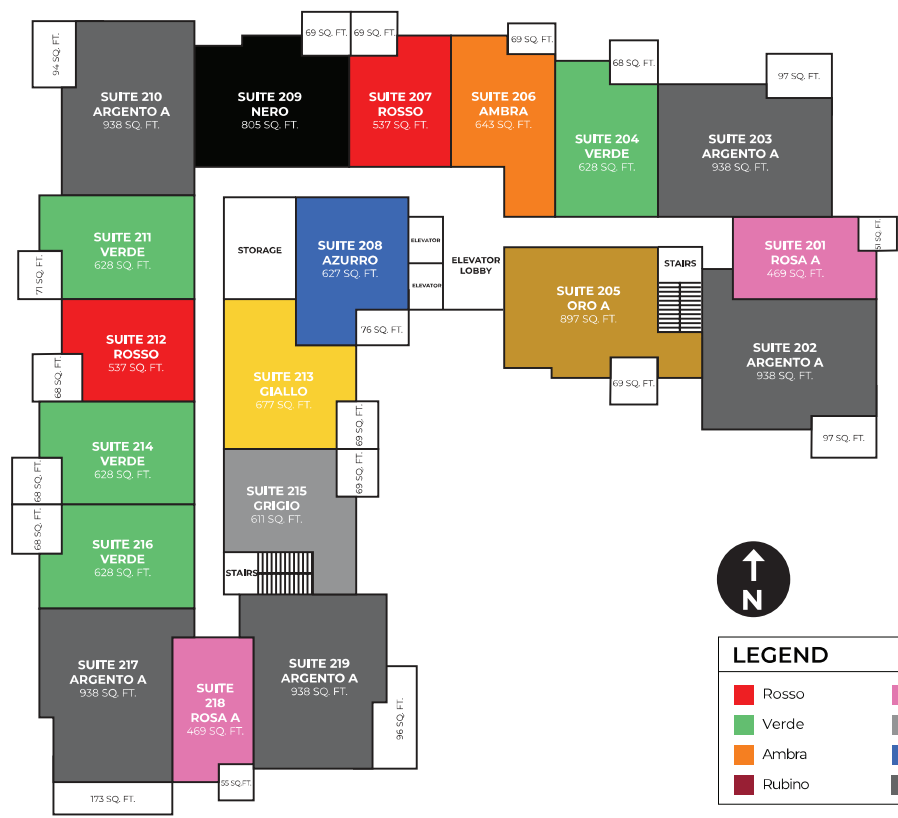 94 SQ. FT.
69 SQ. FT.
69 SQ. FT.
69 SQ. FT.
68 SQ. FT.
97 SQ. FT.
SUITE 210
ARGENTO A
938 SQ. FT.
SUITE 209
NERO
805 SQ. FT.
SUITE 207
ROSSO
537 SQ. FT.
SUITE 206
AMBRA
643 SQ. FT.
SUITE 204
VERDE
628 SQ. FT.
SUITE 203
ARGENTO A
938 SQ. FT.
SUITE 211
VERDE
628 SQ. FT.
71 SQ. FT.
STORAGE
SUITE 208
AZURRO
627 SQ. FT.
76 SQ. FT.
ELEVATOR
ELEVATOR
ELEVATOR
LOBBY
SUITE 205
ORO A
897 SQ. FT.
69 SQ. FT.
STAIRS
SUITE 201
ROSA A
469 SQ. FT.
51 SQ. FT.
SUITE 202
ARGENTO A
938 SQ. FT.
97 SQ. FT.
SUITE 212
ROSSO
537 SQ. FT.
68 SQ. FT.
SUITE 213
GIALLO
677 SQ. FT.
69 SQ. FT.
SUITE 214
VERDE
628 SQ. FT.
68 SQ. FT.
SUITE 215
GRIGIO
611 SQ. FT.
69 SQ. FT.
STAIRS
SUITE 216
VERDE
628 SQ. FT.
68 SQ. FT.
SUITE 217
ARGENTO A
938 SQ. FT.
173 SQ. FT.
SUITE
218
ROSA A
469 SQ. FT.
55 SQ.FT.
SUITE 219
ARGENTO A
938 SQ. FT.
96 SQ. FT.
N
LEGEND
Rosso
Verde
Ambra
Rubino